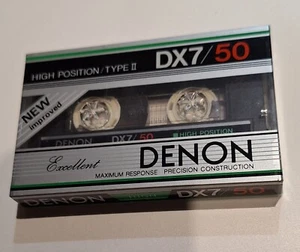 DX7/50
HIGH POSITION/TYPE II
NEW
improved
DENON DX7/50 HIGH POSITION
Excellent DENON
MAXIMUM RESPONSE PRECISION CONSTRUCTION
DENON DX7/50